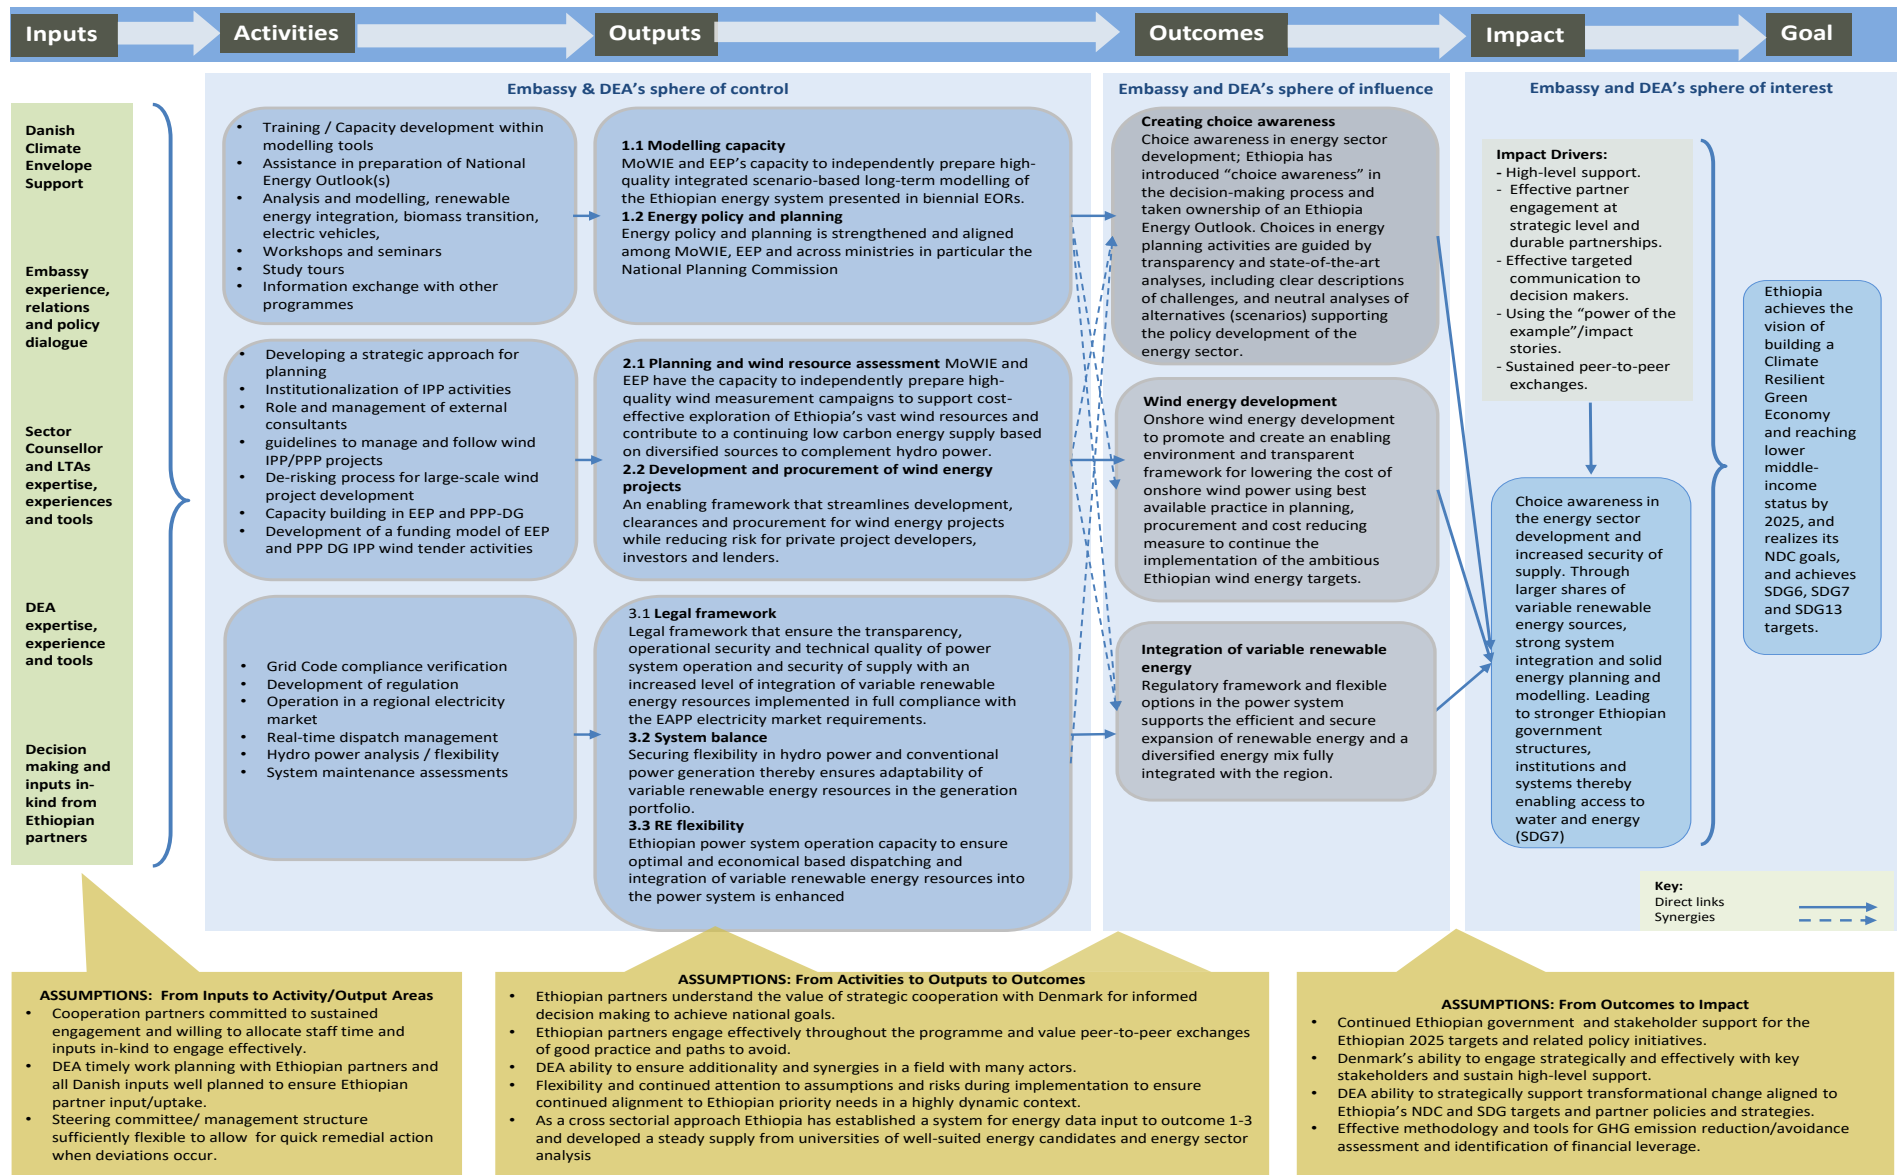 Inputs
Activities
Outputs
Outcomes
Impact
Goal
Embassy & DEA's sphere of control
Embassy and DEA's sphere of influence
Embassy and DEA's sphere of interest
Danish
Climate
Envelope
Support
Embassy
experience,
relations
and policy
dialogue
Sector
Counsellor
and LTAs
expertise,
experiences
and tools
DEA
expertise,
experience
and tools
Decision
making and
inputs in-
kind from
Ethiopian
partners
• Training / Capacity development within
modelling tools
• Assistance in preparation of National
Energy Outlook(s)
• Analysis and modelling, renewable
energy integration, biomass transition,
electric vehicles,
• Workshops and seminars
• Study tours
• Information exchange with other
programmes
• Developing a strategic approach for
planning
• Institutionalization of IPP activities
• Role and management of external
consultants
• guidelines to manage and follow wind
IPP/PPP projects
• De-risking process for large-scale wind
project development
• Capacity building in EEP and PPP-DG
• Development of a funding model of EEP
and PPP DG IPP wind tender activities
• Grid Code compliance verification
• Development of regulation
• Operation in a regional electricity
market
• Real-time dispatch management
• Hydro power analysis / flexibility
• System maintenance assessments
1.1 Modelling capacity
MoWIE and EEP's capacity to independently prepare high-
quality integrated scenario-based long-term modelling of
the Ethiopian energy system presented in biennial EORs.
1.2 Energy policy and planning
Energy policy and planning is strengthened and aligned
among MoWIE, EEP and across ministries in particular the
National Planning Commission
2.1 Planning and wind resource assessment MoWIE and
EEP have the capacity to independently prepare high-
quality wind measurement campaigns to support cost-
effective exploration of Ethiopia's vast wind resources and
contribute to a continuing low carbon energy supply based
on diversified sources to complement hydro power.
2.2 Development and procurement of wind energy
projects
An enabling framework that streamlines development,
clearances and procurement for wind energy projects
while reducing risk for private project developers,
investors and lenders.
3.1 Legal framework
Legal framework that ensure the transparency,
operational security and technical quality of power
system operation and security of supply with an
increased level of integration of variable renewable
energy resources implemented in full compliance with
the EAPP electricity market requirements.
3.2 System balance
Securing flexibility in hydro power and conventional
power generation thereby ensures adaptability of
variable renewable energy resources in the generation
portfolio.
3.3 RE flexibility
Ethiopian power system operation capacity to ensure
optimal and economical based dispatching and
integration of variable renewable energy resources into
the power system is enhanced
Creating choice awareness
Choice awareness in energy sector
development; Ethiopia has
introduced "choice awareness" in
the decision-making process and
taken ownership of an Ethiopia
Energy Outlook. Choices in energy
planning activities are guided by
transparency and state-of-the-art
analyses, including clear descriptions
of challenges, and neutral analyses of
alternatives (scenarios) supporting
the policy development of the
energy sector.
Wind energy development
Onshore wind energy development
to promote and create an enabling
environment and transparent
framework for lowering the cost of
onshore wind power using best
available practice in planning,
procurement and cost reducing
measure to continue the
implementation of the ambitious
Ethiopian wind energy targets.
Integration of variable renewable
energy
Regulatory framework and flexible
options in the power system
supports the efficient and secure
expansion of renewable energy and a
diversified energy mix fully
integrated with the region.
Impact Drivers:
- High-level support.
- Effective partner
engagement at
strategic level and
durable partnerships.
- Effective targeted
communication to
decision makers.
- Using the "power of the
example"/impact
stories.
- Sustained peer-to-peer
exchanges.
Choice awareness in
the energy sector
development and
increased security of
supply. Through
larger shares of
variable renewable
energy sources,
strong system
integration and solid
energy planning and
modelling. Leading
to stronger Ethiopian
government
structures,
institutions and
systems thereby
enabling access to
water and energy
(SDG7)
Ethiopia
achieves the
vision of
building a
Climate
Resilient
Green
Economy
and reaching
lower
middle-
income
status by
2025, and
realizes its
NDC goals,
and achieves
SDG6, SDG7
and SDG13
targets.
Key:
Direct links
Synergies
ASSUMPTIONS: From Inputs to Activity/Output Areas
• Cooperation partners committed to sustained
engagement and willing to allocate staff time and
inputs in-kind to engage effectively.
• DEA timely work planning with Ethiopian partners and
all Danish inputs well planned to ensure Ethiopian
partner input/uptake.
• Steering committee/ management structure
sufficiently flexible to allow for quick remedial action
when deviations occur.
ASSUMPTIONS: From Activities to Outputs to Outcomes
• Ethiopian partners understand the value of strategic cooperation with Denmark for informed
decision making to achieve national goals.
• Ethiopian partners engage effectively throughout the programme and value peer-to-peer exchanges
of good practice and paths to avoid.
• DEA ability to ensure additionality and synergies in a field with many actors.
• Flexibility and continued attention to assumptions and risks during implementation to ensure
continued alignment to Ethiopian priority needs in a highly dynamic context.
• As a cross sectorial approach Ethiopia has established a system for energy data input to outcome 1-3
and developed a steady supply from universities of well-suited energy candidates and energy sector
analysis
ASSUMPTIONS: From Outcomes to Impact
• Continued Ethiopian government and stakeholder support for the
Ethiopian 2025 targets and related policy initiatives.
• Denmark's ability to engage strategically and effectively with key
stakeholders and sustain high-level support.
• DEA ability to strategically support transformational change aligned to
Ethiopia's NDC and SDG targets and partner policies and strategies.
• Effective methodology and tools for GHG emission reduction/avoidance
assessment and identification of financial leverage.